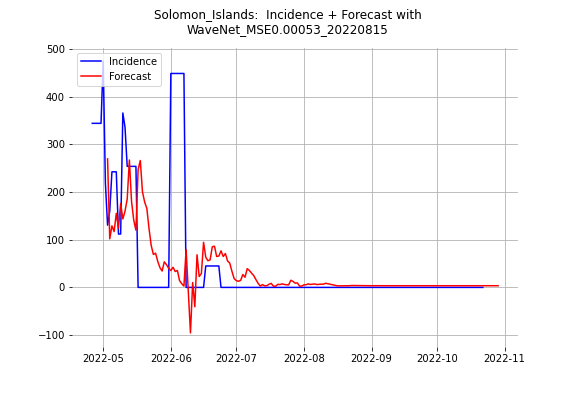 Solomon_Islands:  Incidence + Forecast with
WaveNet_MSE0.00053_20220815
500
400
300
200
100
0
−100
Incidence
Forecast
2022-05 2022-06 2022-07 2022-08 2022-09 2022-10 2022-11